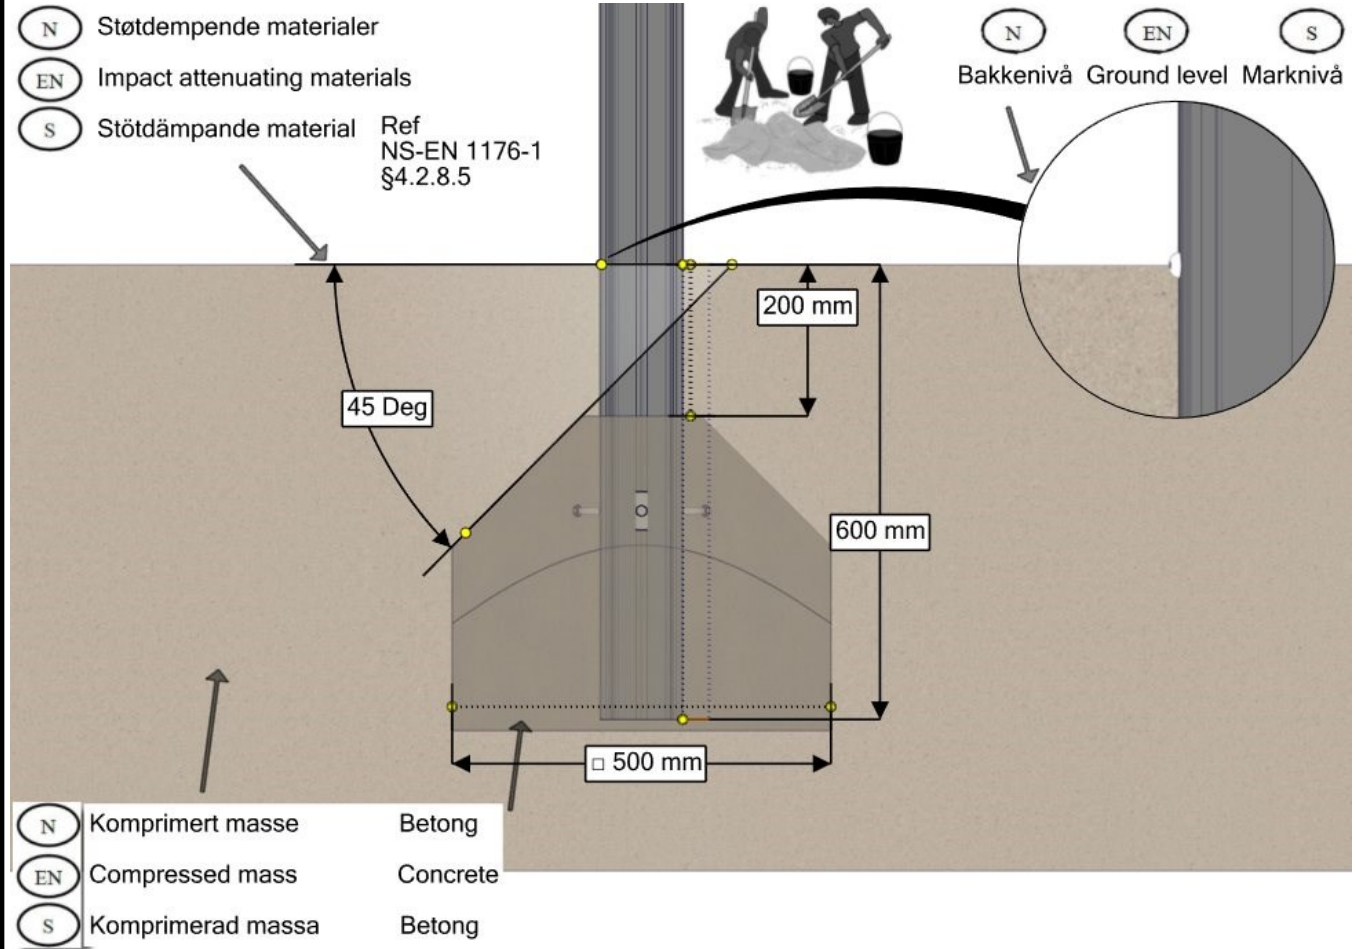 N Støtdempende materialer
EN Impact attenuating materials
S Stötdämpande material
Ref
NS-EN 1176-1
§4.2.8.5
N EN S
Bakkenivå Ground level Marknivå
200 mm
45 Deg
600 mm
□ 500 mm
N Komprimert masse Betong
EN Compressed mass Concrete
S Komprimerad massa Betong